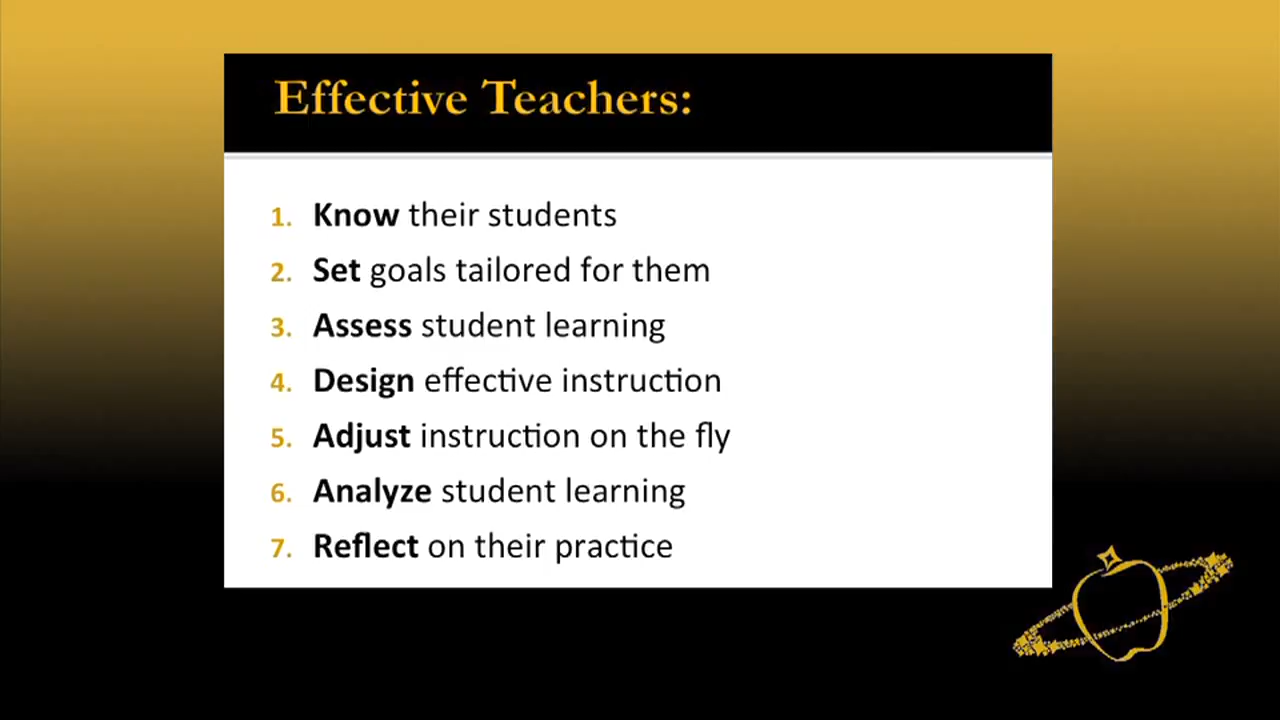 Effective Teachers:
1. Know their students
2. Set goals tailored for them
3. Assess student learning
4. Design effective instruction
5. Adjust instruction on the fly
6. Analyze student learning
7. Reflect on their practice